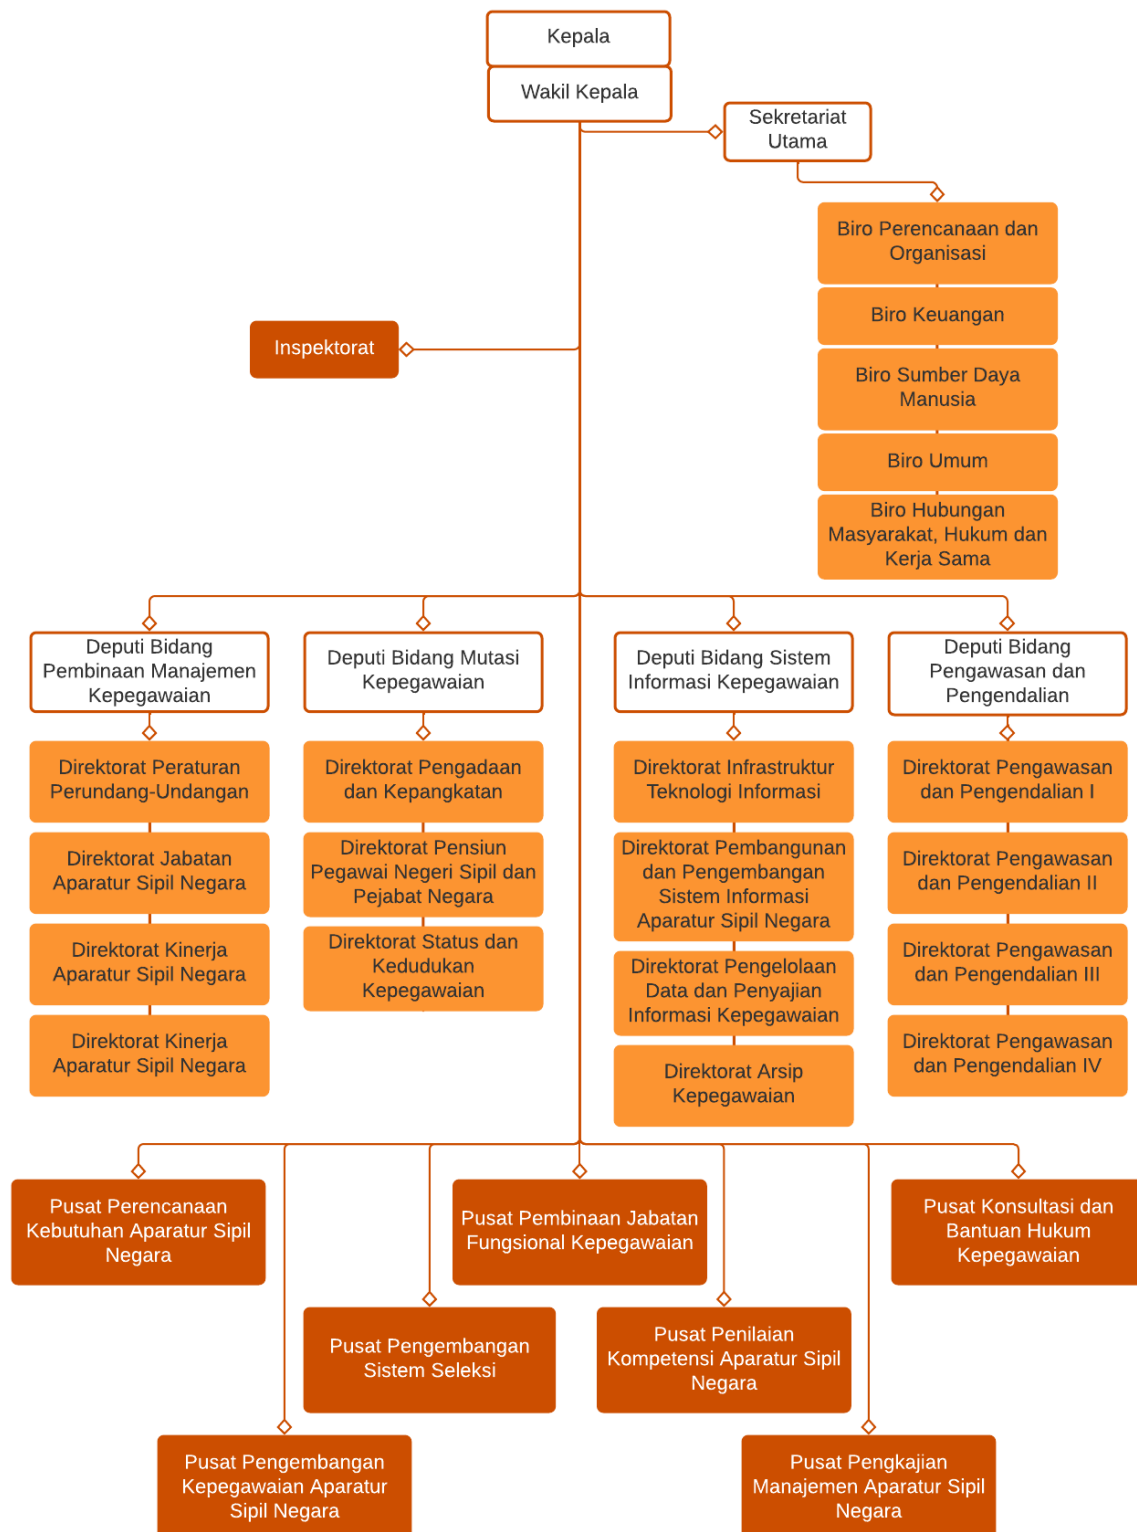 Kepala
Wakil Kepala
Sekretariat
Utama
Biro Perencanaan dan
Organisasi
Biro Keuangan
Biro Sumber Daya
Manusia
Biro Umum
Biro Hubungan
Masyarakat, Hukum dan
Kerja Sama
Inspektorat
Deputi Bidang
Pembinaan Manajemen
Kepegawaian
Direktorat Peraturan
Perundang-Undangan
Direktorat Jabatan
Aparatur Sipil Negara
Direktorat Kinerja
Aparatur Sipil Negara
Direktorat Kinerja
Aparatur Sipil Negara
Deputi Bidang Mutasi
Kepegawaian
Direktorat Pengadaan
dan Kepangkatan
Direktorat Pensiun
Pegawai Negeri Sipil dan
Pejabat Negara
Direktorat Status dan
Kedudukan
Kepegawaian
Deputi Bidang Sistem
Informasi Kepegawaian
Direktorat Infrastruktur
Teknologi Informasi
Direktorat Pembangunan
dan Pengembangan
Sistem Informasi
Aparatur Sipil Negara
Direktorat Pengelolaan
Data dan Penyajian
Informasi Kepegawaian
Direktorat Arsip
Kepegawaian
Deputi Bidang
Pengawasan dan
Pengendalian
Direktorat Pengawasan
dan Pengendalian I
Direktorat Pengawasan
dan Pengendalian II
Direktorat Pengawasan
dan Pengendalian III
Direktorat Pengawasan
dan Pengendalian IV
Pusat Perencanaan
Kebutuhan Aparatur Sipil
Negara
Pusat Pembinaan Jabatan
Fungsional Kepegawaian
Pusat Konsultasi dan
Bantuan Hukum
Kepegawaian
Pusat Pengembangan
Sistem Seleksi
Pusat Penilaian
Kompetensi Aparatur Sipil
Negara
Pusat Pengembangan
Kepegawaian Aparatur
Sipil Negara
Pusat Pengkajian
Manajemen Aparatur Sipil
Negara